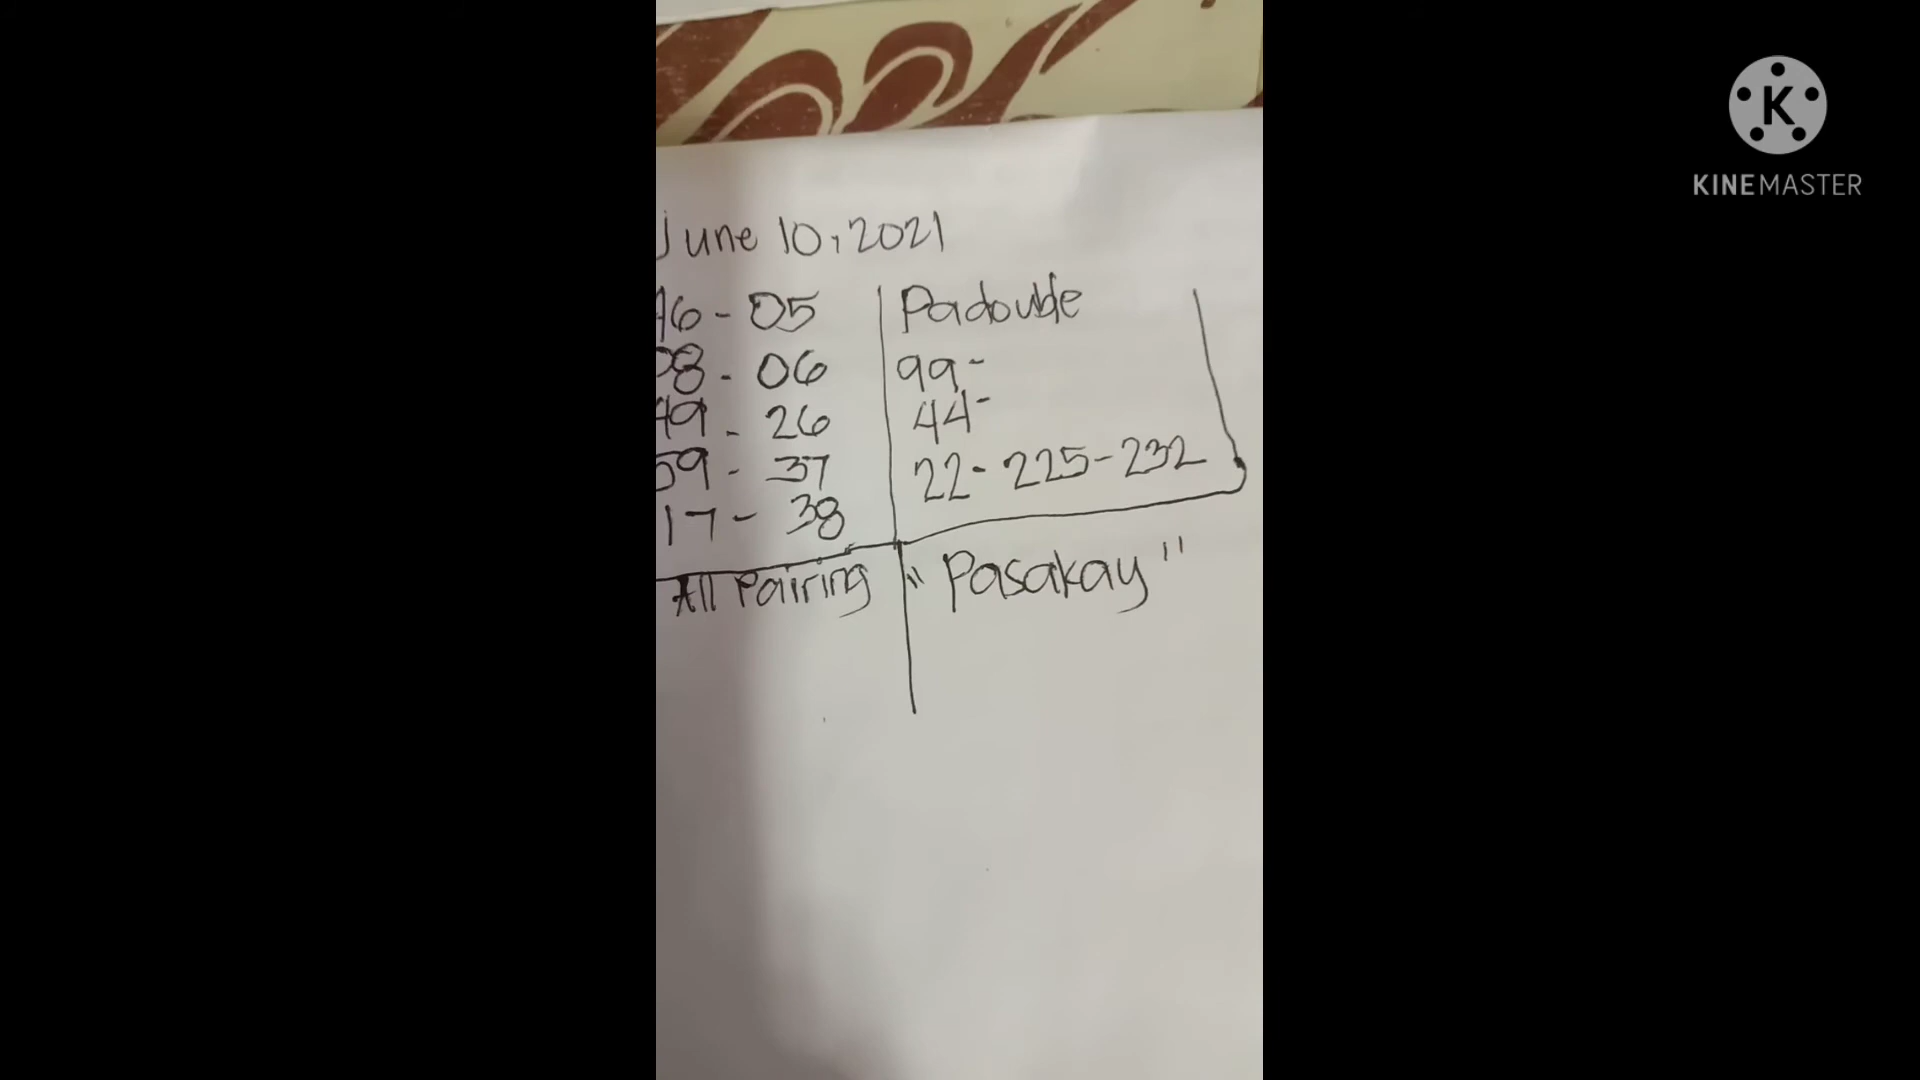 June 10, 2021
46 - 05
08 - 06
49 - 26
59 - 37
17 - 38
All Pairing
Padouble
99 -
44 -
22 - 225 - 232
"Pasakay"
KINEMASTER